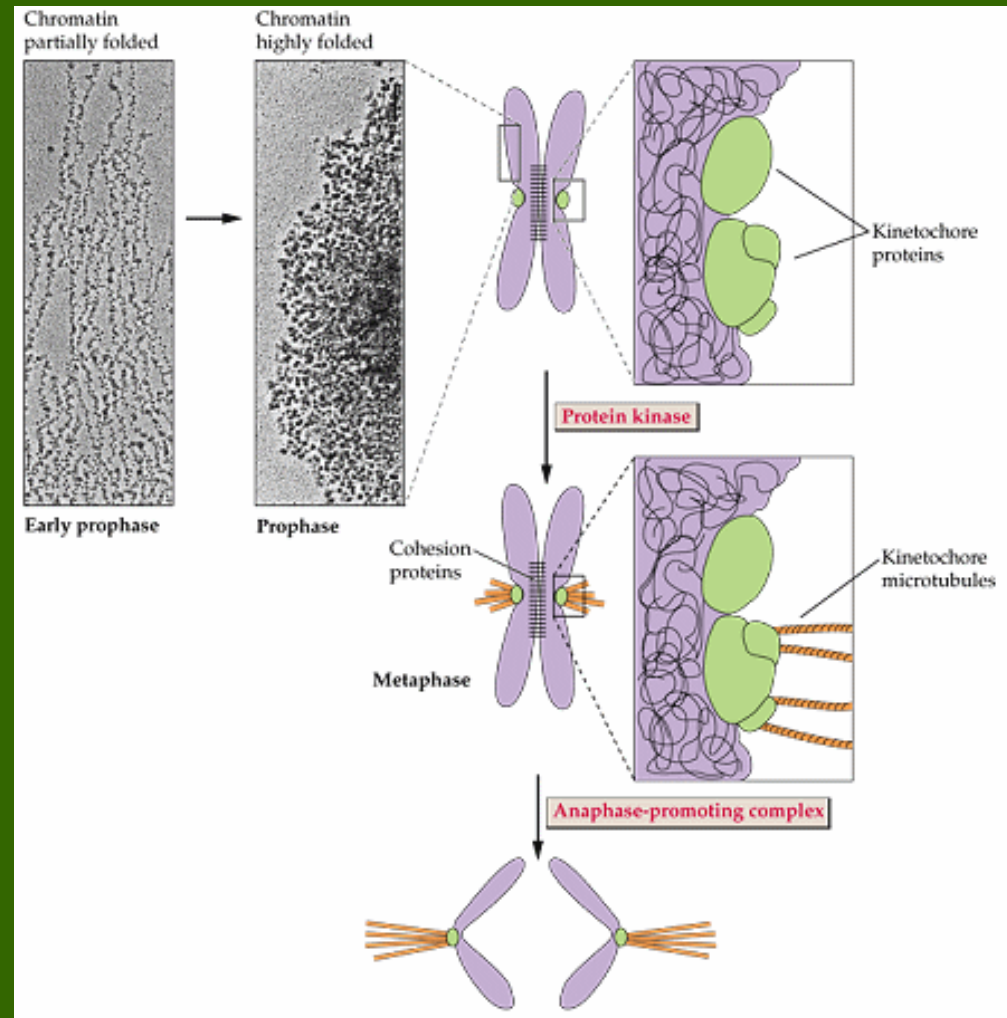 Chromatin
partially folded
Chromatin
highly folded
Kinetochore
proteins
Protein kinase
Early prophase
Prophase
Cohesion
proteins
Kinetochore
microtubules
Metaphase
Anaphase-promoting complex